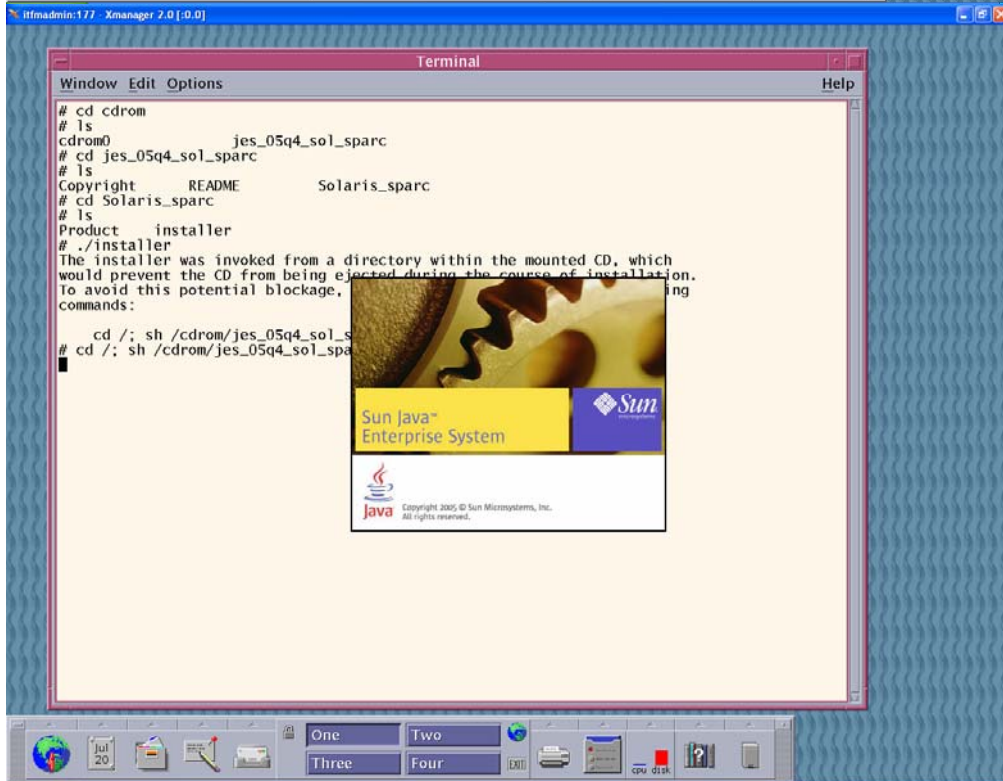 itfmadmin:177 - Xmanager 2.0 [:0.0]
Terminal
Window Edit Options Help
# cd cdrom
# ls
cdrom0 jes_05q4_sol_sparc
# cd jes_05q4_sol_sparc
# ls
Copyright README Solaris_sparc
# cd Solaris_sparc
# ls
Product installer
# ./installer
The installer was invoked from a directory within the mounted CD, which
would prevent the CD from being ejected during the course of installation.
To avoid this potential blockage, ing
commands:
cd /; sh /cdrom/jes_05q4_sol_s
# cd /; sh /cdrom/jes_05q4_sol_spa
Sun
microsystems
Sun Java™
Enterprise System
Java
Copyright 2005 © Sun Microsystems, Inc.
All rights reserved.
Jul
20
One Two
Three Four
EXIT
cpu disk